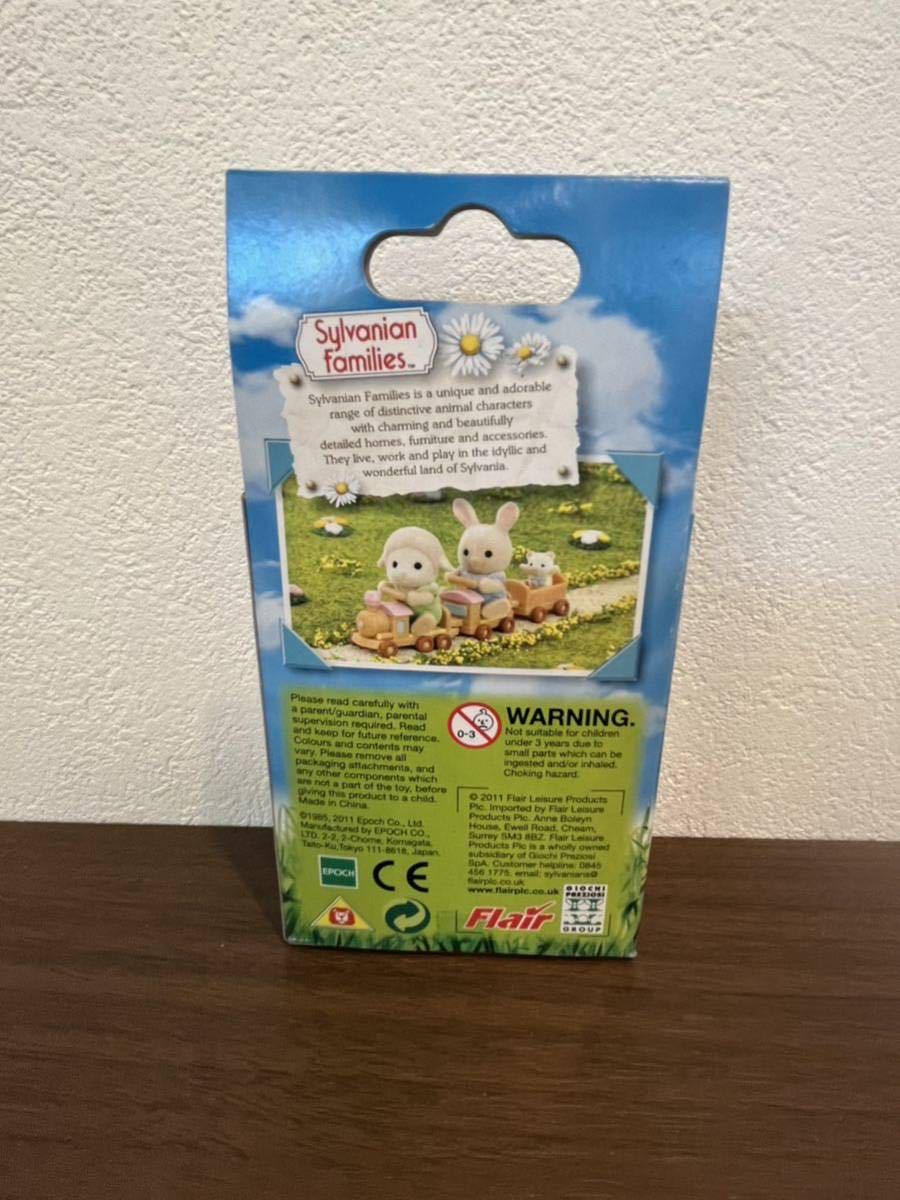 Sylvanian
Families™
Sylvanian Families is a unique and adorable
range of distinctive animal characters
with charming and beautifully
detailed homes, furniture and accessories.
They live, work and play in the idyllic and
wonderful land of Sylvania.
Please read carefully with
a parent/guardian, parental
supervision required. Read
and keep for future reference.
Colours and contents may
vary. Please remove all
packaging attachments, and
any other components which
are not a part of the toy, before
giving this product to a child.
Made in China.
©1985, 2011 Epoch Co., Ltd.
Manufactured by EPOCH CO.,
LTD. 2-2, 2-Chome, Komagata,
Taito-Ku,Tokyo 111-8618, Japan.
EPOCH
CE
0-3
WARNING.
Not suitable for children
under 3 years due to
small parts which can be
ingested and/or inhaled.
Choking hazard.
© 2011 Flair Leisure Products
Plc. Imported by Flair Leisure
Products Plc. Anne Boleyn
House, Ewell Road, Cheam,
Surrey SM3 8BZ. Flair Leisure
Products Plc is a wholly owned
subsidiary of Giochi Preziosi
SpA. Customer helpline: 0845
456 1775. email: sylvanians@
flairplc.co.uk
www.flairplc.co.uk
Flair
GIOCHI
PREZIOSI
GROUP